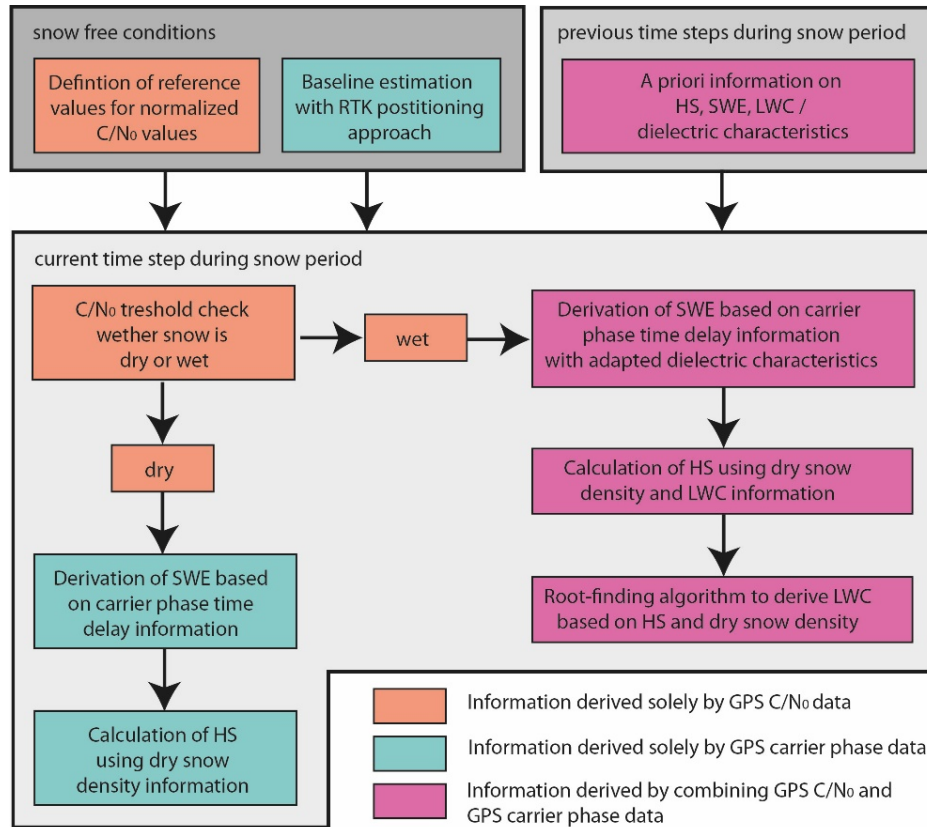 snow free conditions
Defintion of reference
values for normalized
C/N₀ values
Baseline estimation
with RTK postitioning
approach
previous time steps during snow period
A priori information on
HS, SWE, LWC /
dielectric characteristics
current time step during snow period
C/N₀ treshold check
wether snow is
dry or wet
wet
Derivation of SWE based on carrier
phase time delay information
with adapted dielectric characteristics
dry
Calculation of HS using dry snow
density and LWC information
Derivation of SWE based
on carrier phase time
delay information
Root-finding algorithm to derive LWC
based on HS and dry snow density
Calculation of HS
using dry snow
density information
Information derived solely by GPS C/N₀ data
Information derived solely by GPS carrier phase data
Information derived by combining GPS C/N₀ and
GPS carrier phase data